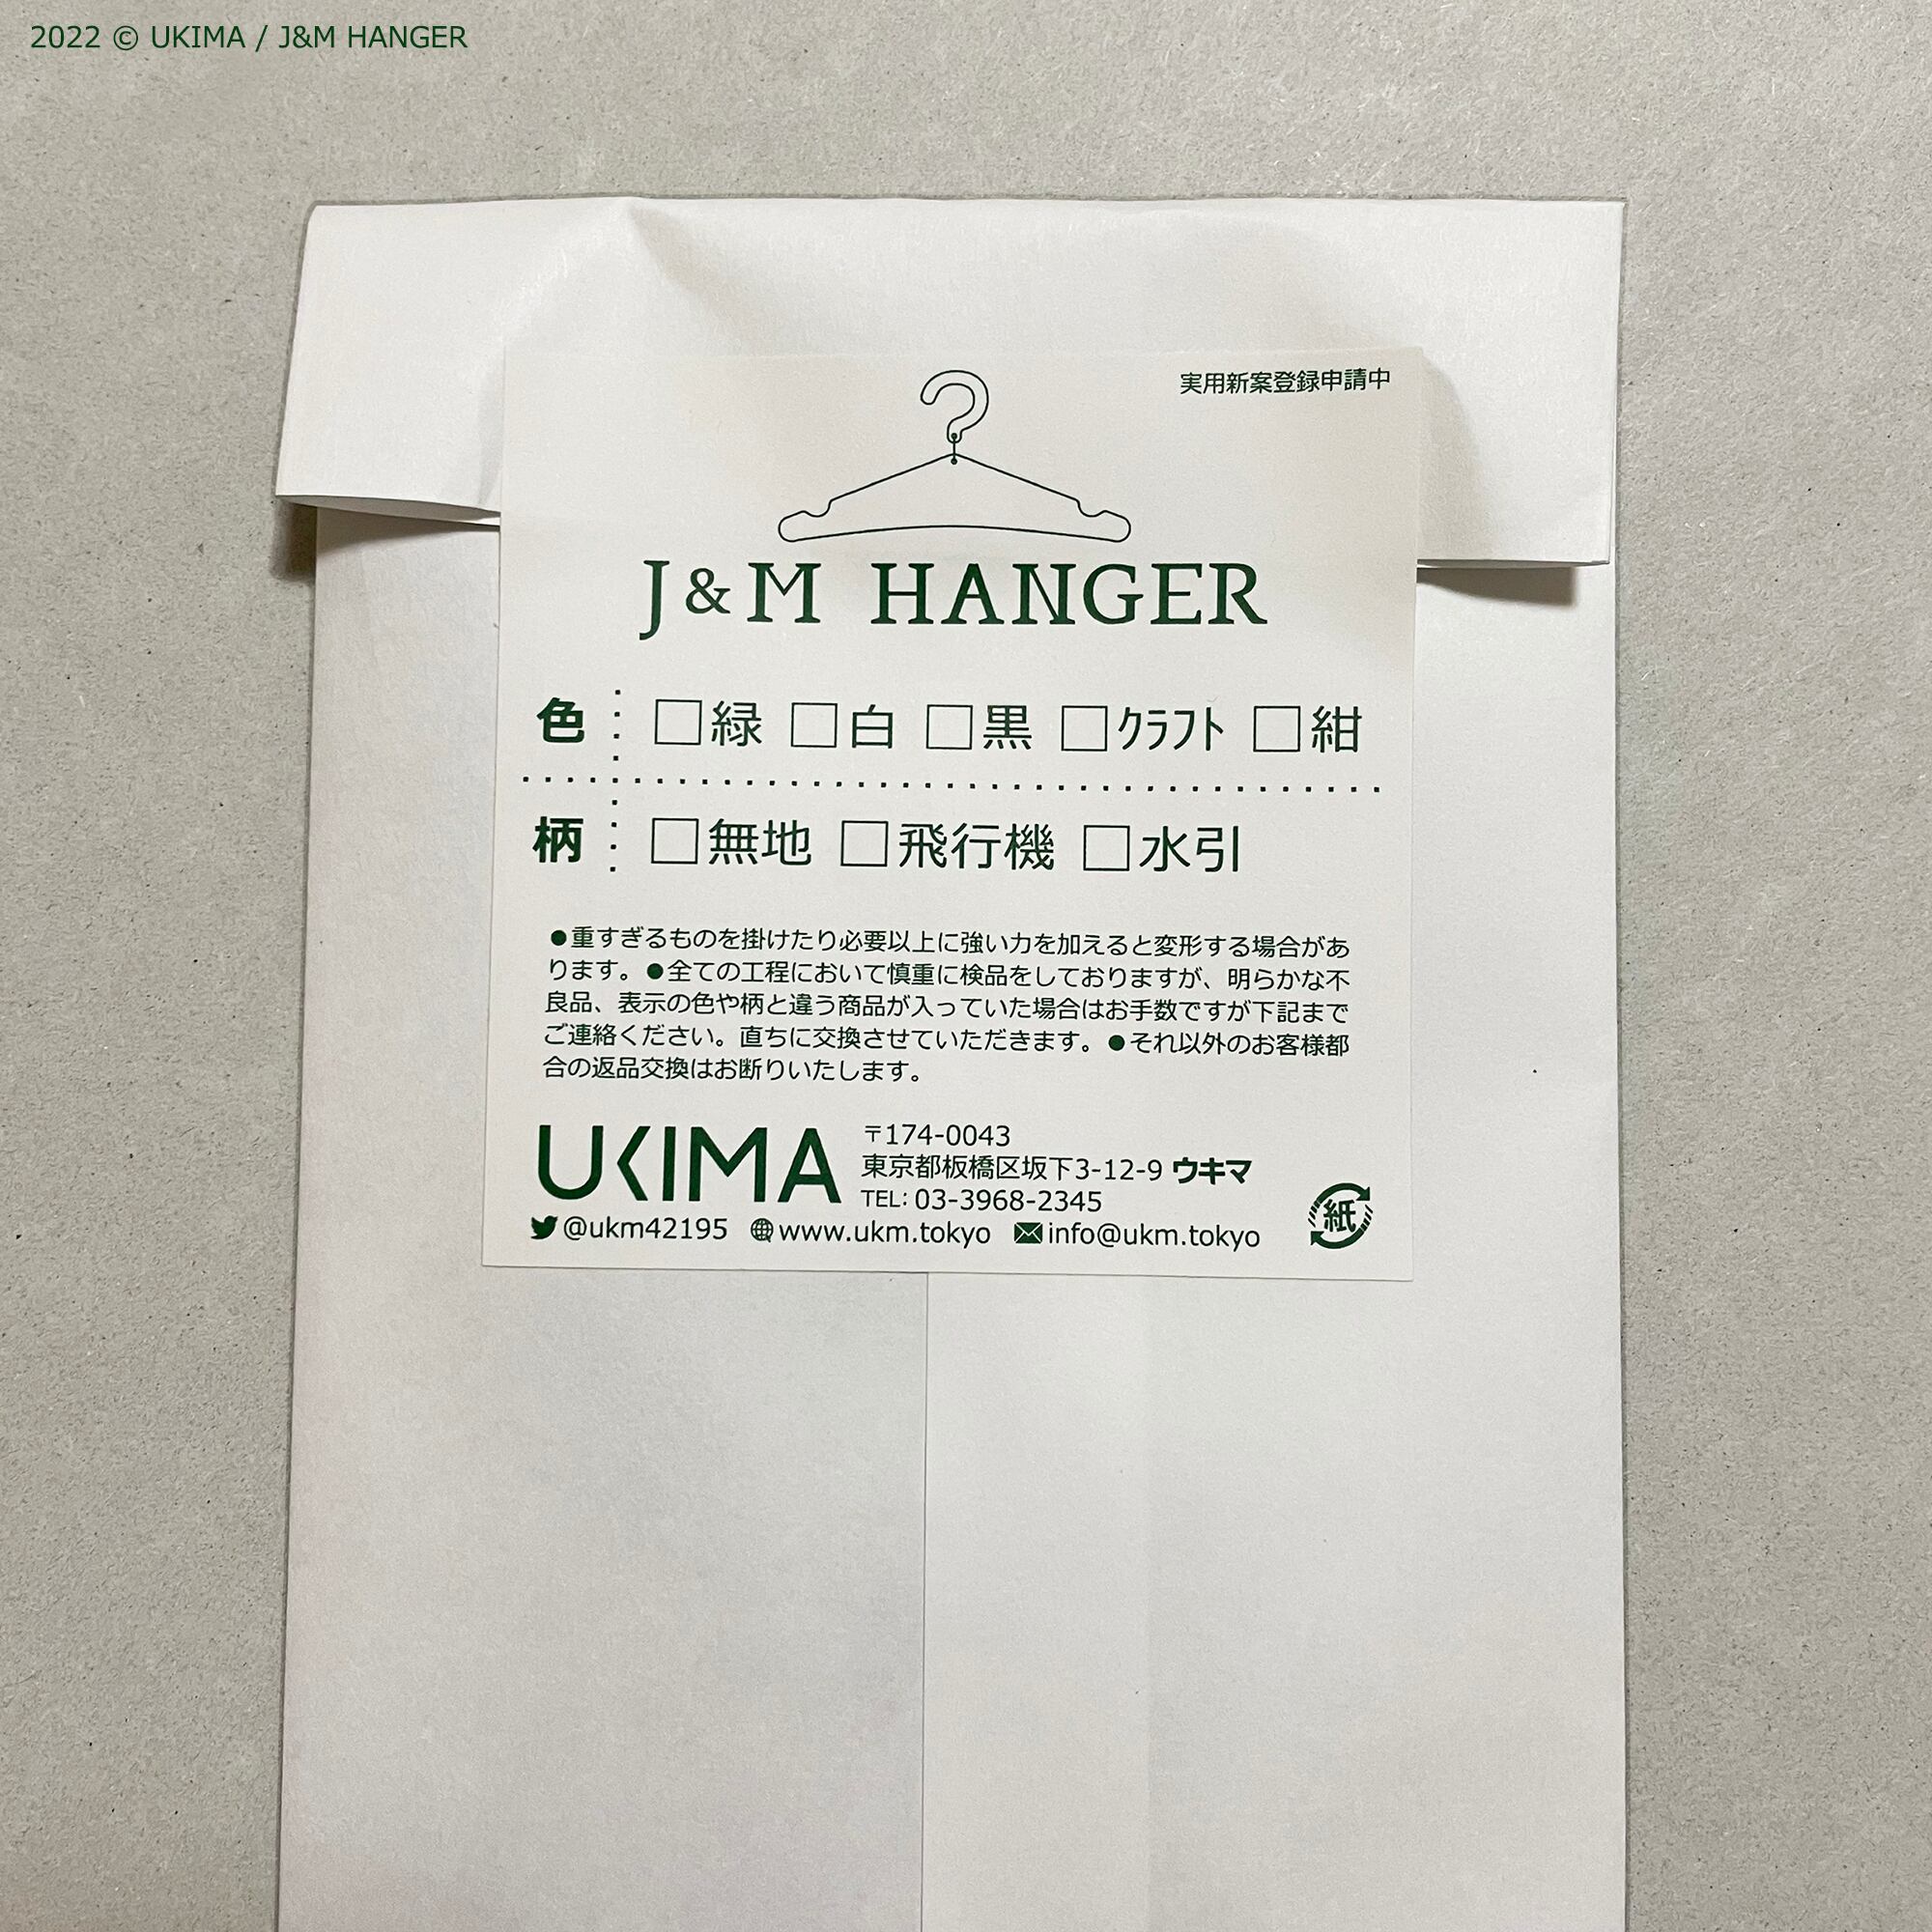 2022 © UKIMA / J&M HANGER
実用新案登録申請中
J&M HANGER
色 □緑 □白 □黒 □クラフト □紺
柄 □無地 □飛行機 □水引
●重すぎるものを掛けたり必要以上に強い力を加えると変形する場合があ
ります。●全ての工程において慎重に検品をしておりますが、明らかな不
良品、表示の色や柄と違う商品が入っていた場合はお手数ですが下記まで
ご連絡ください。直ちに交換させていただきます。●それ以外のお客様都
合の返品交換はお断りいたします。
UKIMA
〒174-0043
東京都板橋区坂下3-12-9 ウキマ
TEL: 03-3968-2345
@ukm42195 www.ukm.tokyo info@ukm.tokyo
紙